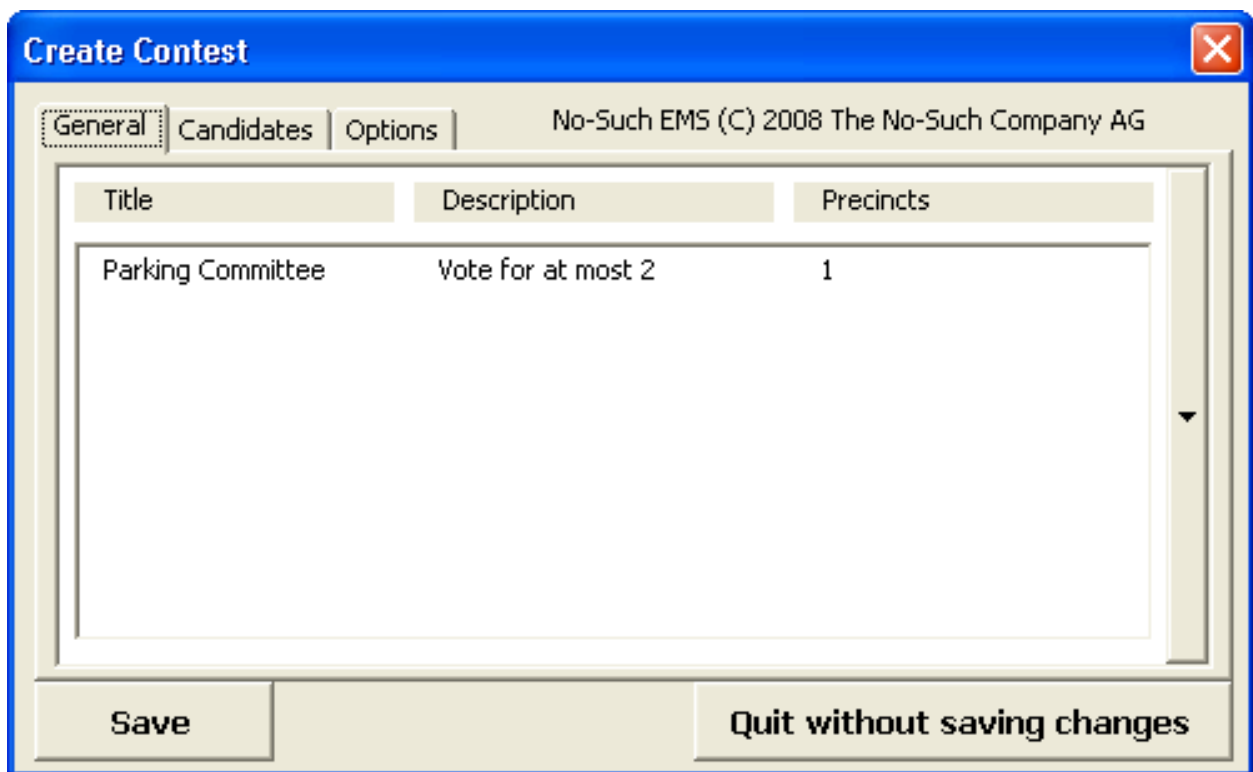 Create Contest
General Candidates Options No-Such EMS (C) 2008 The No-Such Company AG
Title Description Precincts
Parking Committee Vote for at most 2 1
Save Quit without saving changes